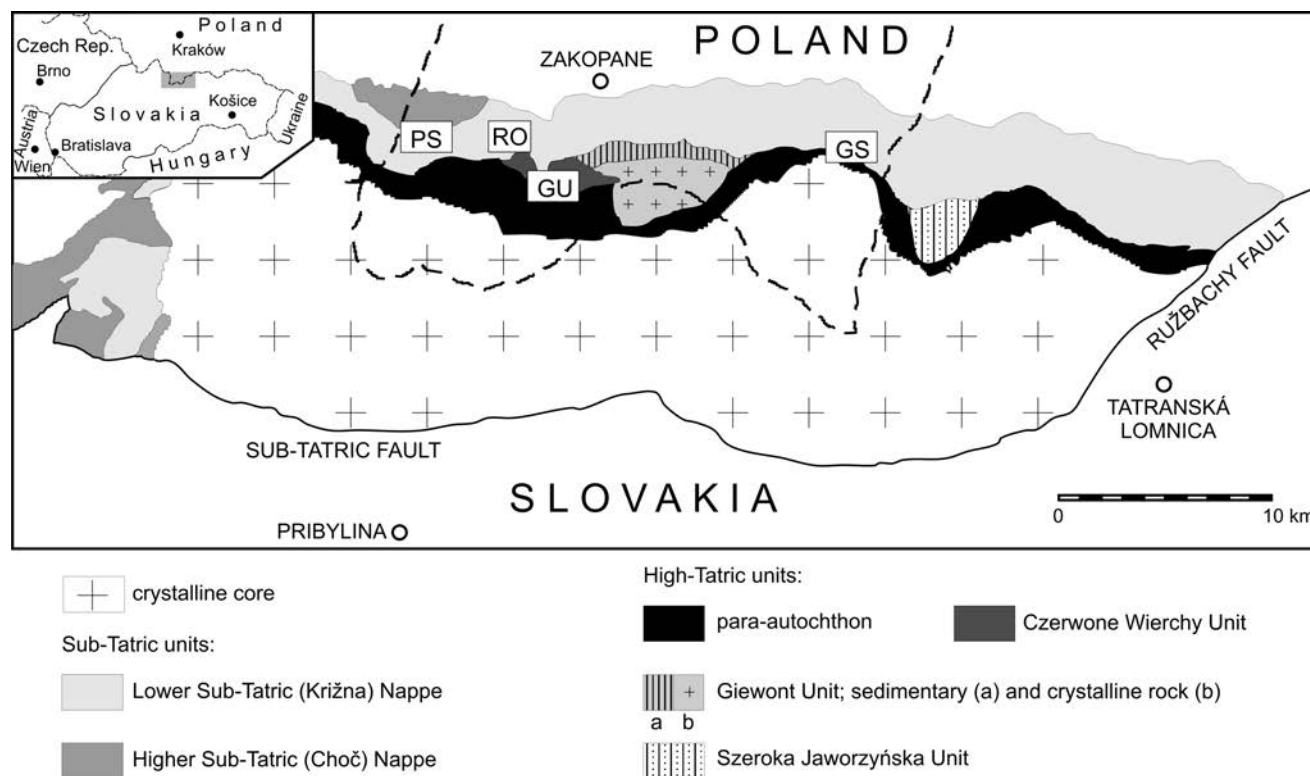 Poland
Czech Rep.
Kraków
Brno
Slovakia
Košice
Ukraine
Austria
Bratislava
Wien
Hungary
POLAND
ZAKOPANE
PS
RO
GS
GU
RUŽBACHY FAULT
TATRANSKÁ
LOMNICA
SUB-TATRIC FAULT
SLOVAKIA
0 10 km
PRIBYLINA
crystalline core
Sub-Tatric units:
Lower Sub-Tatric (Križna) Nappe
Higher Sub-Tatric (Choč) Nappe
High-Tatric units:
para-autochthon
Czerwone Wierchy Unit
Giewont Unit; sedimentary (a) and crystalline rock (b)
a b
Szeroka Jaworzyńska Unit